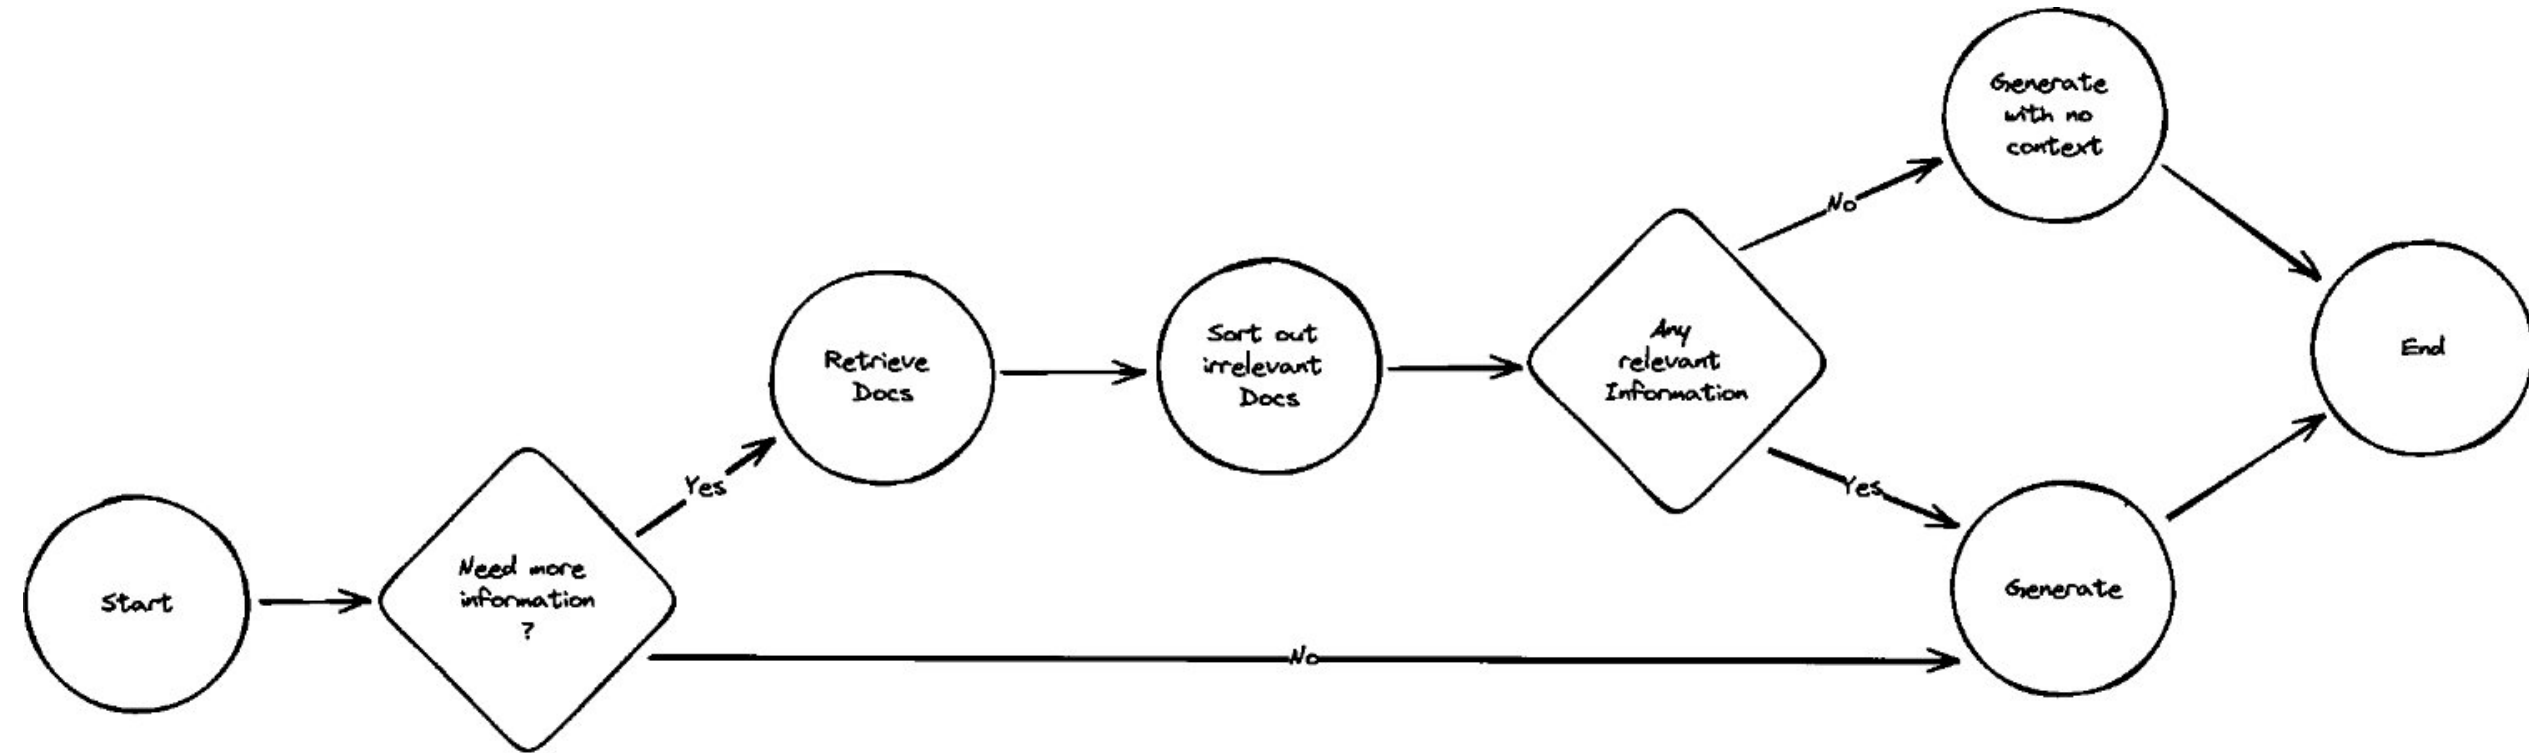 Start
Need more
information
?
Yes
No
Retrieve
Docs
Sort out
irrelevant
Docs
Any
relevant
Information
No
Yes
Generate
with no
context
Generate
End